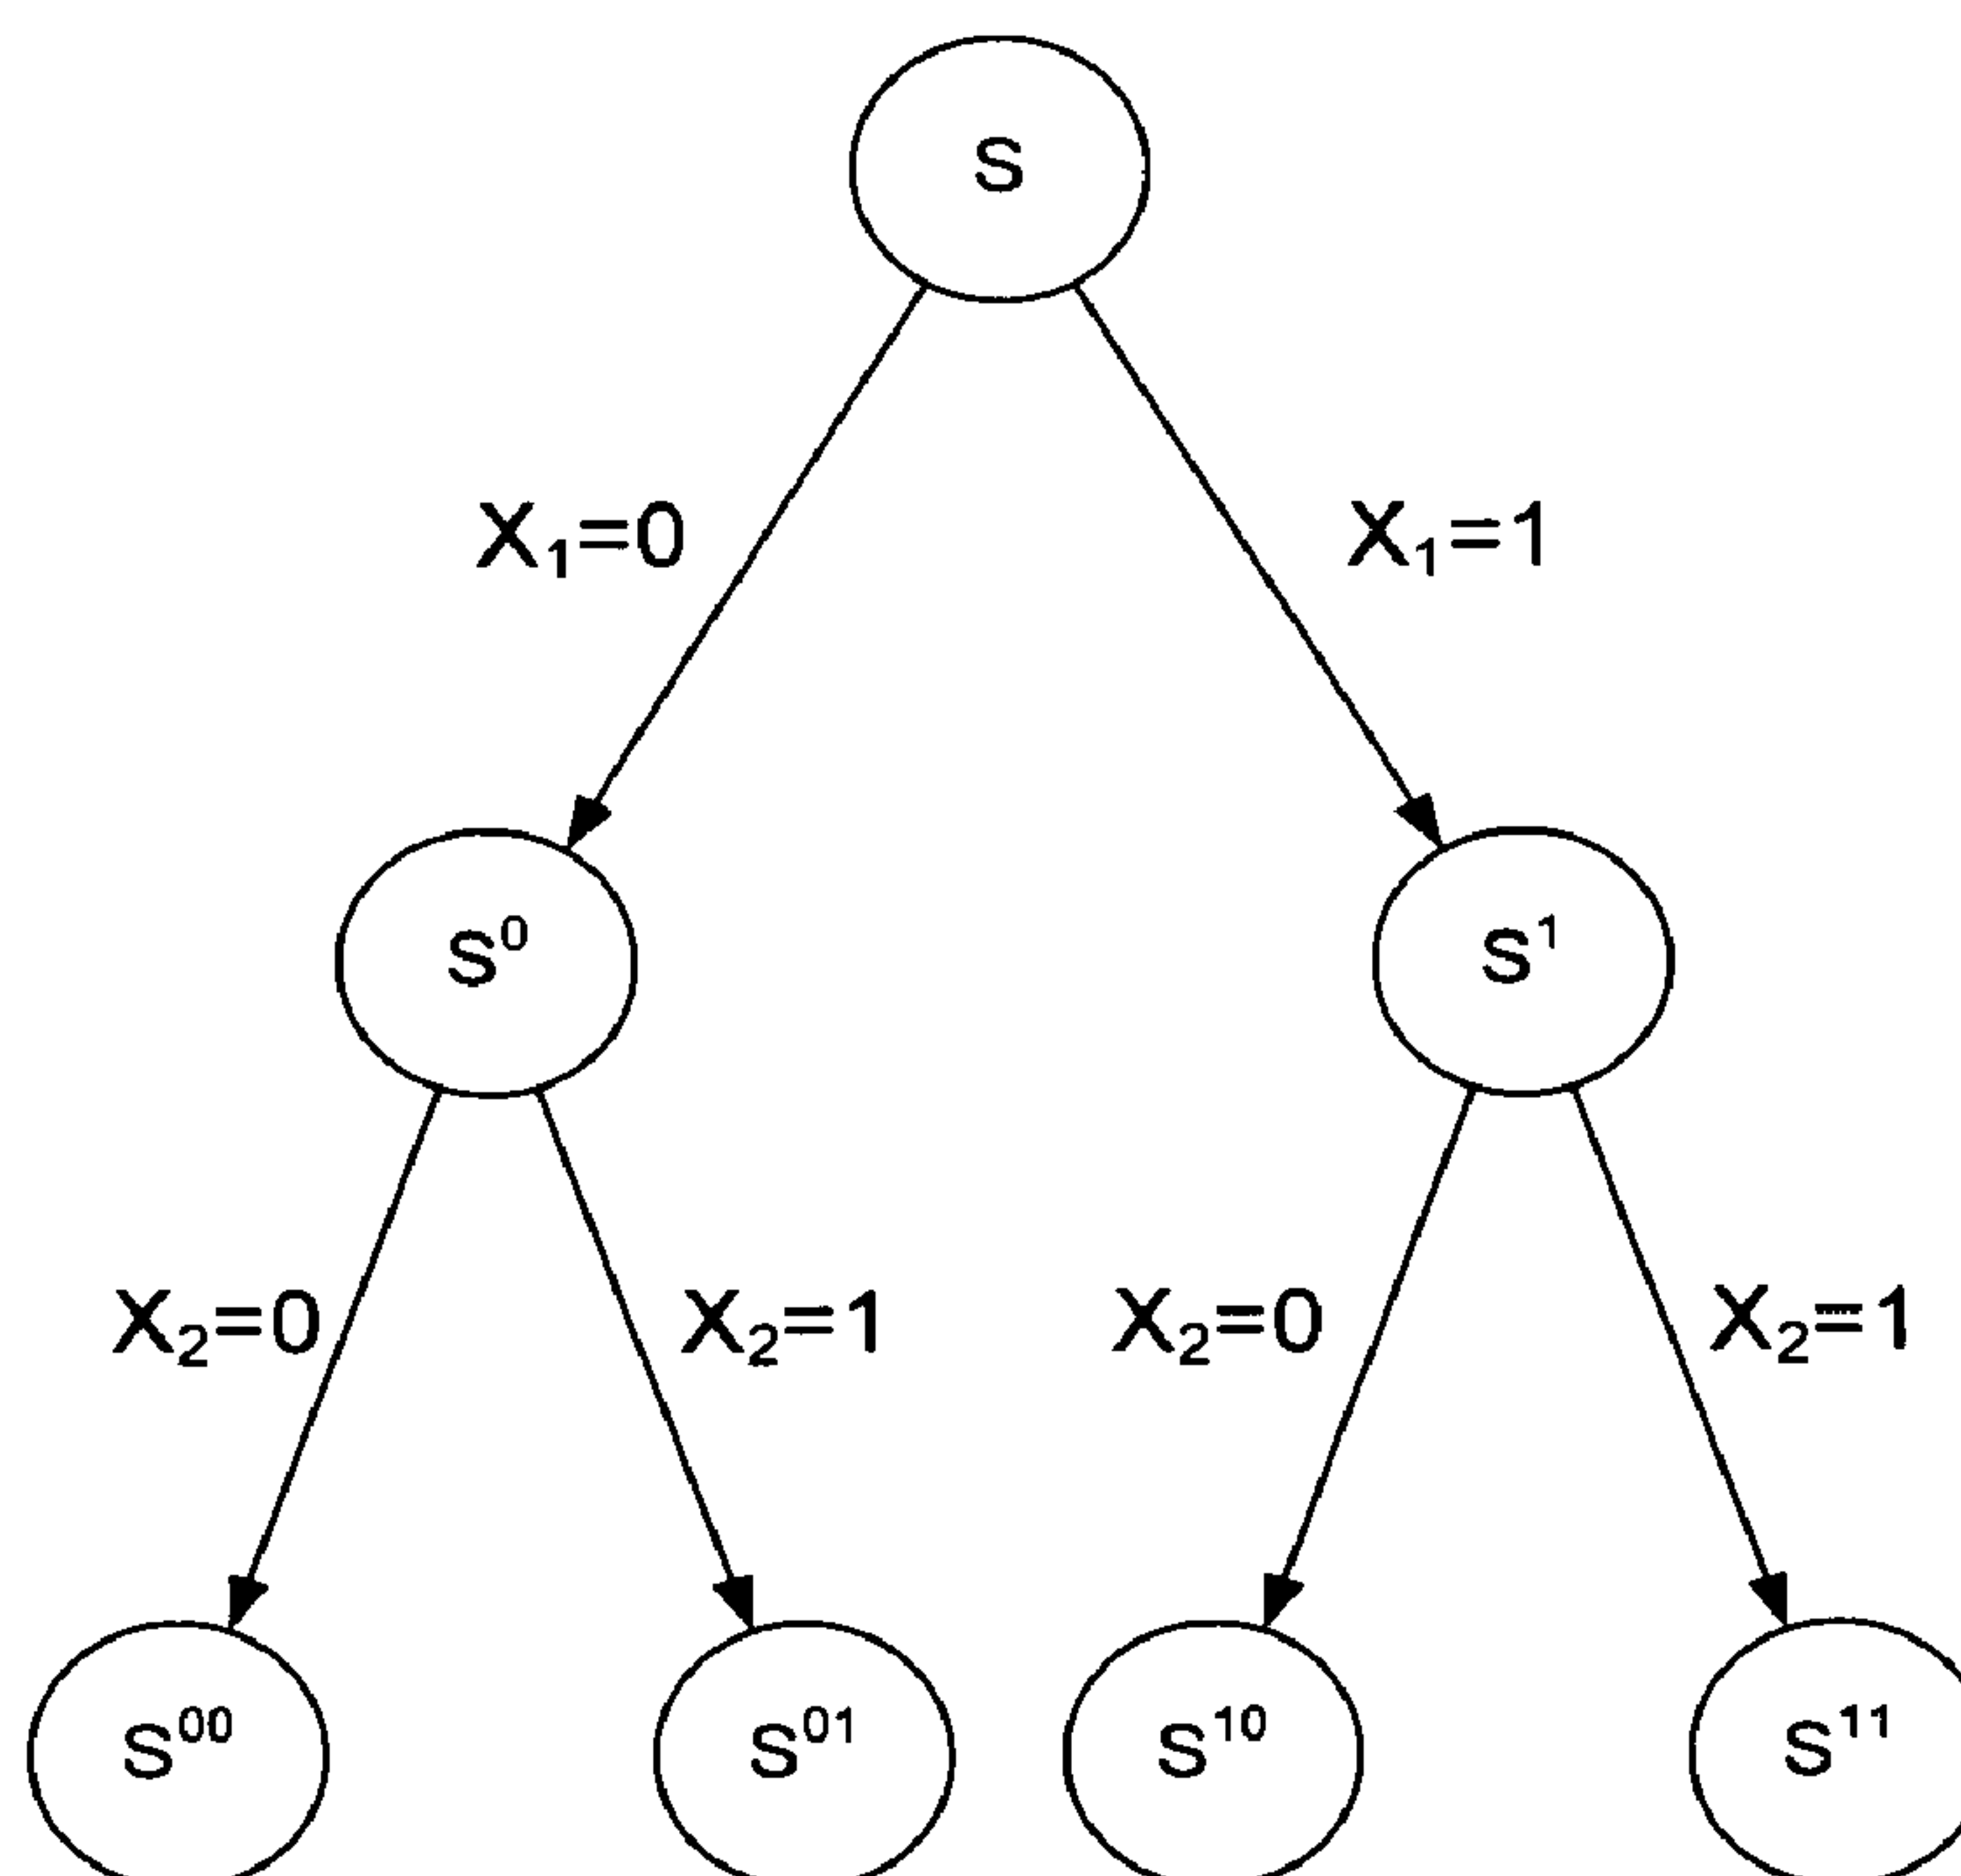 S
X₁=0 X₁=1
S⁰ S¹
X₂=0 X₂=1 X₂=0 X₂=1
S⁰⁰ S⁰¹ S¹⁰ S¹¹